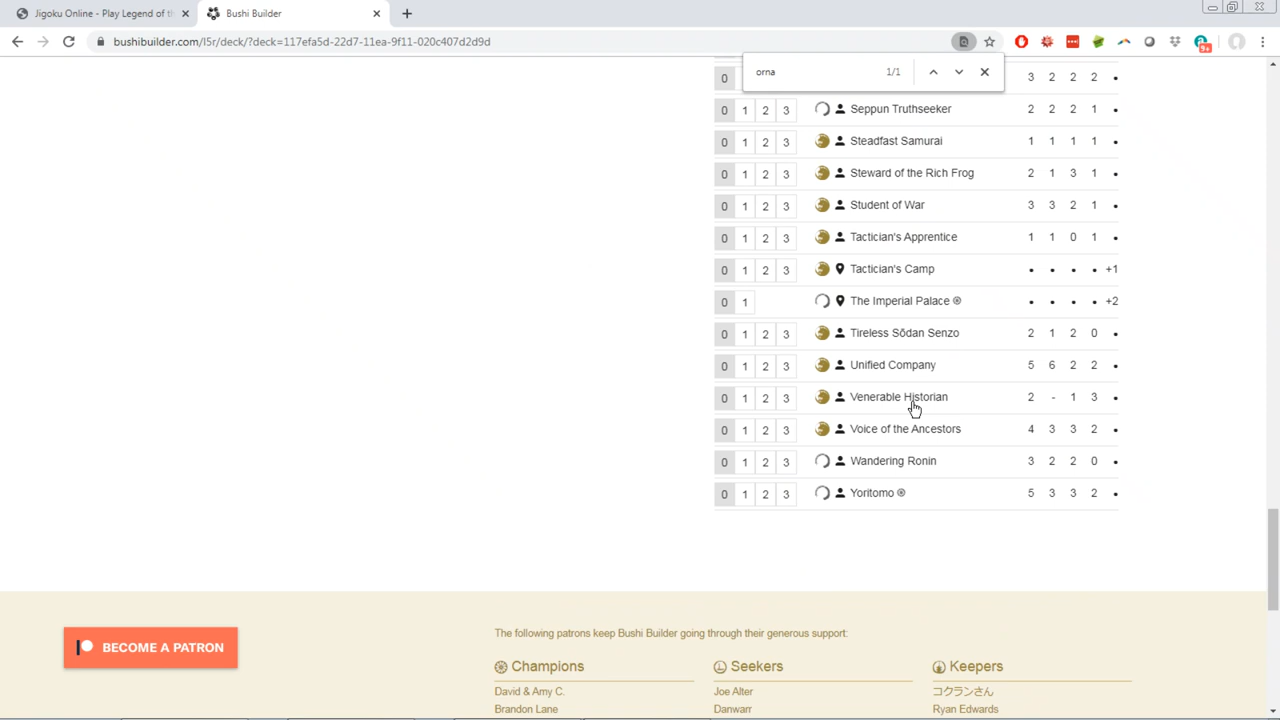 Jigoku Online - Play Legend of th
Bushi Builder
bushibuilder.com/l5r/deck/?deck=117efa5d-22d7-11ea-9f11-020c407d2d9d
9+
orna 1/1
0 3 2 2 2 •
0 1 2 3 Seppun Truthseeker 2 2 2 1 •
0 1 2 3 Steadfast Samurai 1 1 1 1 •
0 1 2 3 Steward of the Rich Frog 2 1 3 1 •
0 1 2 3 Student of War 3 3 2 1 •
0 1 2 3 Tactician's Apprentice 1 1 0 1 •
0 1 2 3 Tactician's Camp • • • • +1
0 1 The Imperial Palace • • • • +2
0 1 2 3 Tireless Sōdan Senzo 2 1 2 0 •
0 1 2 3 Unified Company 5 6 2 2 •
0 1 2 3 Venerable Historian 2 - 1 3 •
0 1 2 3 Voice of the Ancestors 4 3 3 2 •
0 1 2 3 Wandering Ronin 3 2 2 0 •
0 1 2 3 Yoritomo 5 3 3 2 •
BECOME A PATRON
The following patrons keep Bushi Builder going through their generous support:
Champions
David & Amy C.
Brandon Lane
Seekers
Joe Alter
Danwarr
Keepers
コクランさん
Ryan Edwards